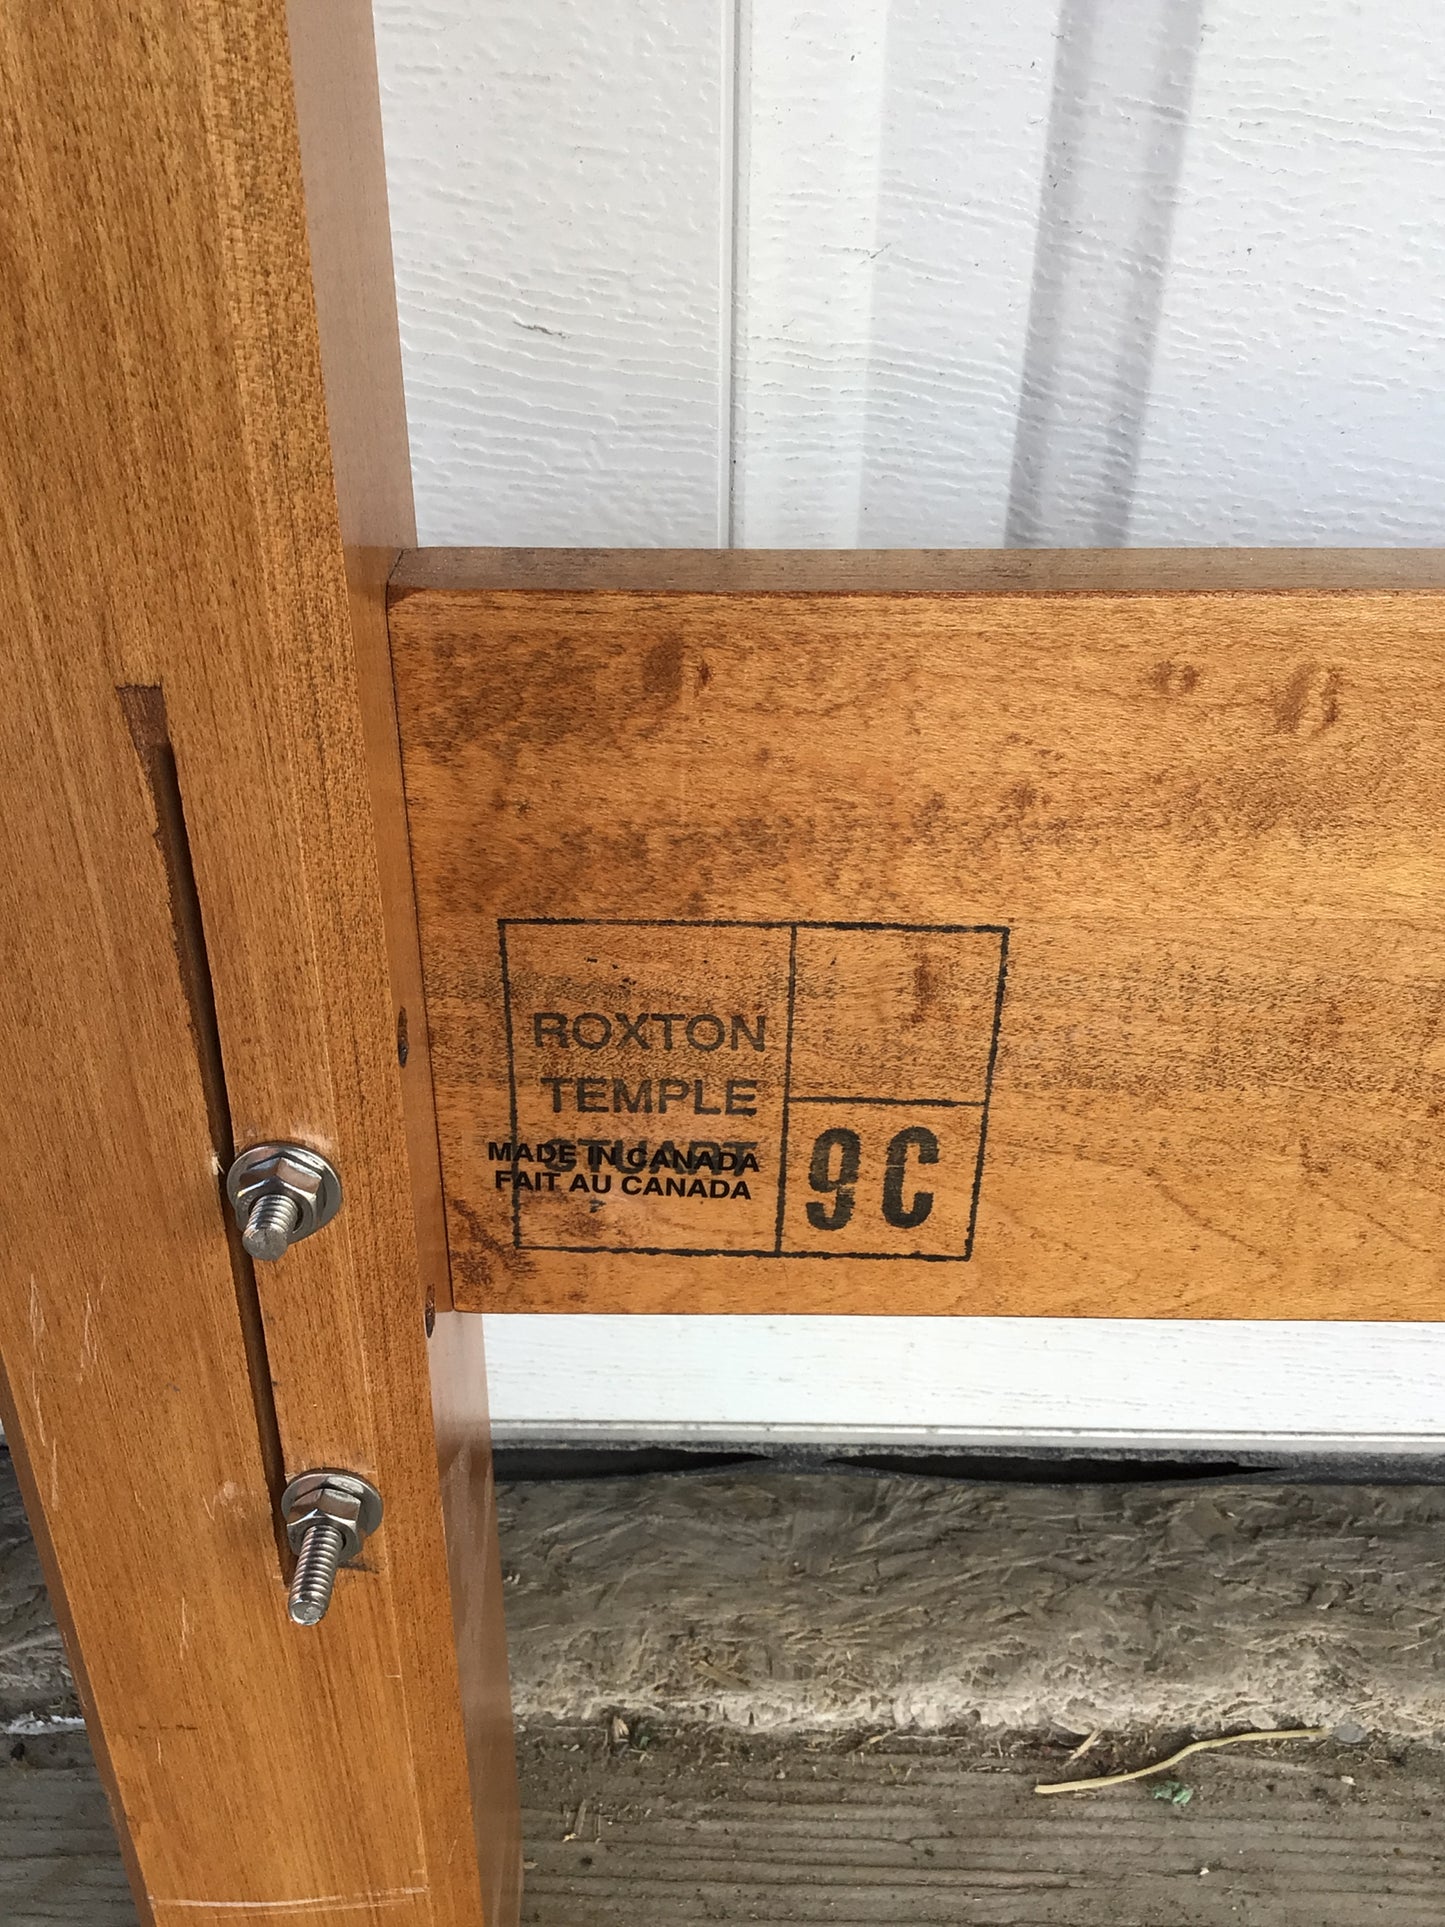 ROXTON
TEMPLE
STUART
MADE IN CANADA
FAIT AU CANADA
9C